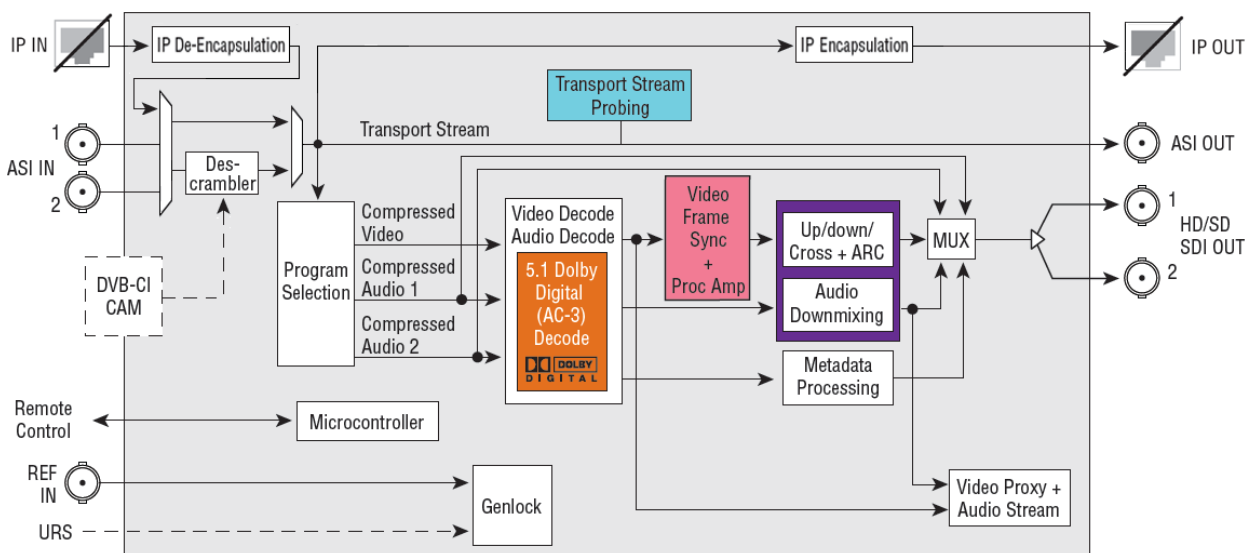 IP IN
IP De-Encapsulation
IP Encapsulation
IP OUT
Transport Stream
Probing
1
ASI IN
2
Transport Stream
ASI OUT
Des-
crambler
DVB-CI
CAM
Program
Selection
Compressed
Video
Compressed
Audio 1
Compressed
Audio 2
Video Decode
Audio Decode
5.1 Dolby
Digital
(AC-3)
Decode
DOLBY
DIGITAL
Video
Frame
Sync
+
Proc Amp
Up/down/
Cross + ARC
Audio
Downmixing
MUX
1
HD/SD
SDI OUT
2
Metadata
Processing
Remote
Control
Microcontroller
REF
IN
URS
Genlock
Video Proxy +
Audio Stream